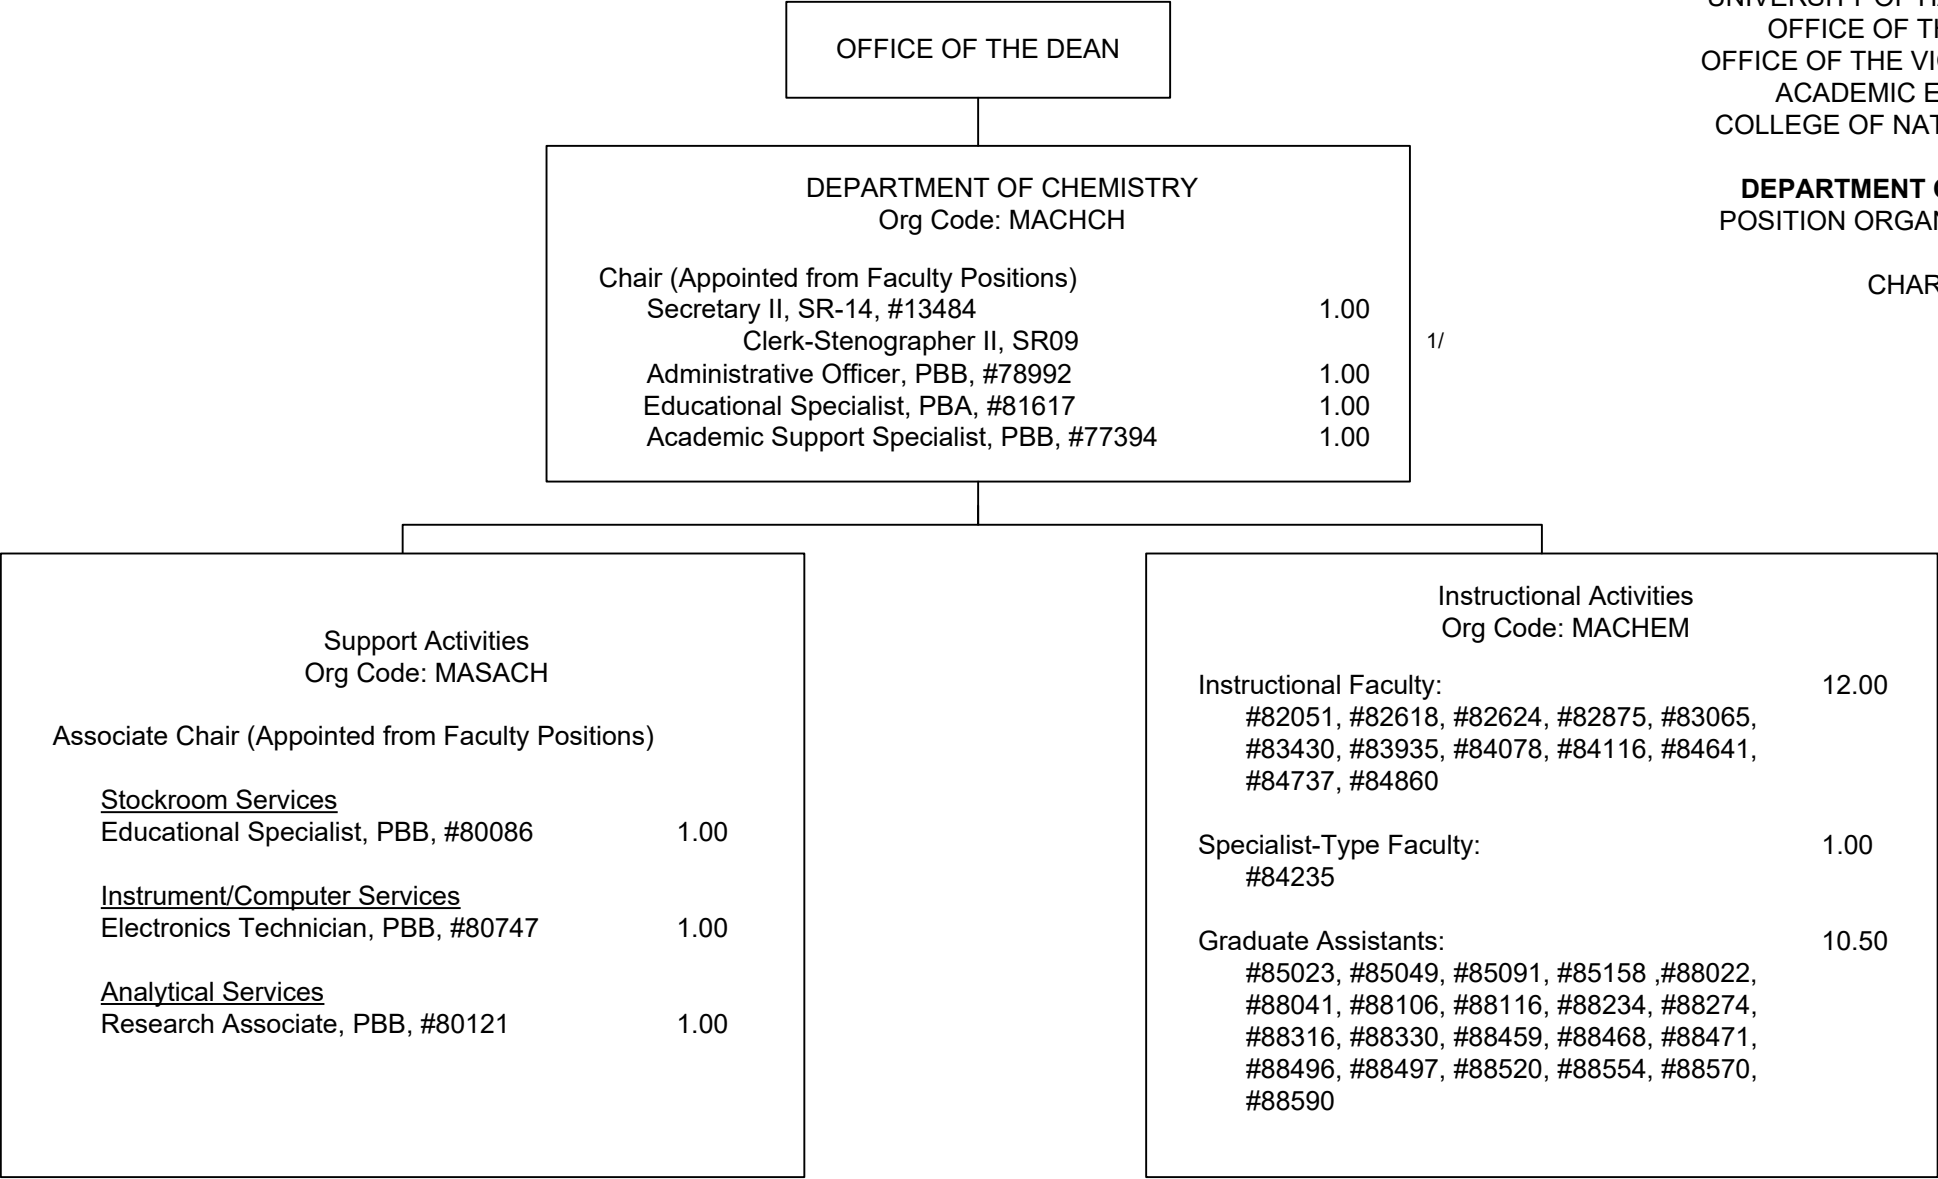 OFFICE OF THE DEAN
OFFICE OF
OFFICE OF THE
ACADEMIC
COLLEGE OF
DEPARTMENT
POSITION
DEPARTMENT OF CHEMISTRY
Org Code: MACHCH
Chair (Appointed from Faculty Positions)
Secretary II, SR-14, #13484 1.00
Clerk-Stenographer II, SR09 1/
Administrative Officer, PBB, #78992 1.00
Educational Specialist, PBA, #81617 1.00
Academic Support Specialist, PBB, #77394 1.00
Support Activities
Org Code: MASACH
Associate Chair (Appointed from Faculty Positions)
Stockroom Services
Educational Specialist, PBB, #80086 1.00
Instrument/Computer Services
Electronics Technician, PBB, #80747 1.00
Analytical Services
Research Associate, PBB, #80121 1.00
Instructional Activities
Org Code: MACHEM
Instructional Faculty: 12.00
#82051, #82618, #82624, #82875, #83065,
#83430, #83935, #84078, #84116, #84641,
#84737, #84860
Specialist-Type Faculty: 1.00
#84235
Graduate Assistants: 10.50
#85023, #85049, #85091, #85158 ,#88022,
#88041, #88106, #88116, #88234, #88274,
#88316, #88330, #88459, #88468, #88471,
#88496, #88497, #88520, #88554, #88570,
#88590